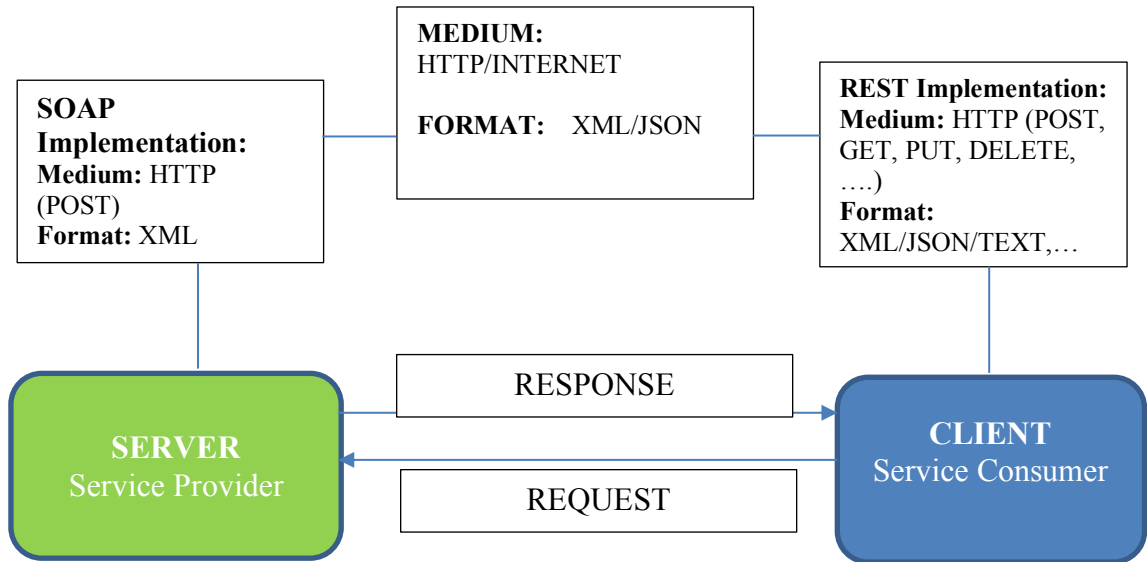 MEDIUM:
HTTP/INTERNET
FORMAT: XML/JSON
SOAP
Implementation:
Medium: HTTP
(POST)
Format: XML
REST Implementation:
Medium: HTTP (POST,
GET, PUT, DELETE,
….)
Format:
XML/JSON/TEXT,…
RESPONSE
SERVER
Service Provider
CLIENT
Service Consumer
REQUEST